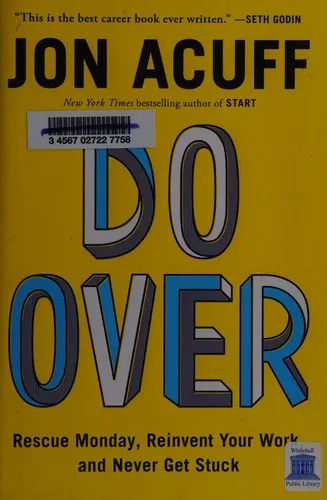 “This is the best career book ever written.” —SETH GODIN
JON ACUFF
New York Times bestselling author of START
3 4567 02722 7758
DO
OVER
Rescue Monday, Reinvent Your Work,
and Never Get Stuck
Whitehall
Public Library